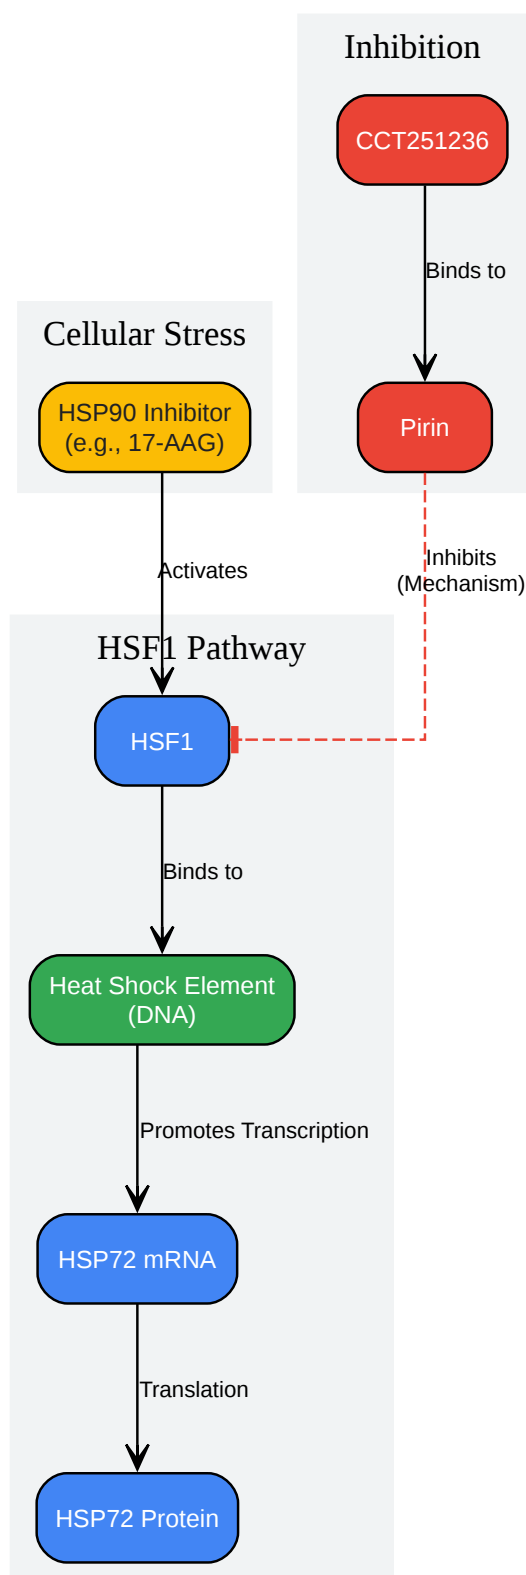 Inhibition
CCT251236
Binds to
Cellular Stress
HSP90 Inhibitor
(e.g., 17-AAG)
Pirin
Activates
Inhibits
(Mechanism)
HSF1 Pathway
HSF1
Binds to
Heat Shock Element
(DNA)
Promotes Transcription
HSP72 mRNA
Translation
HSP72 Protein